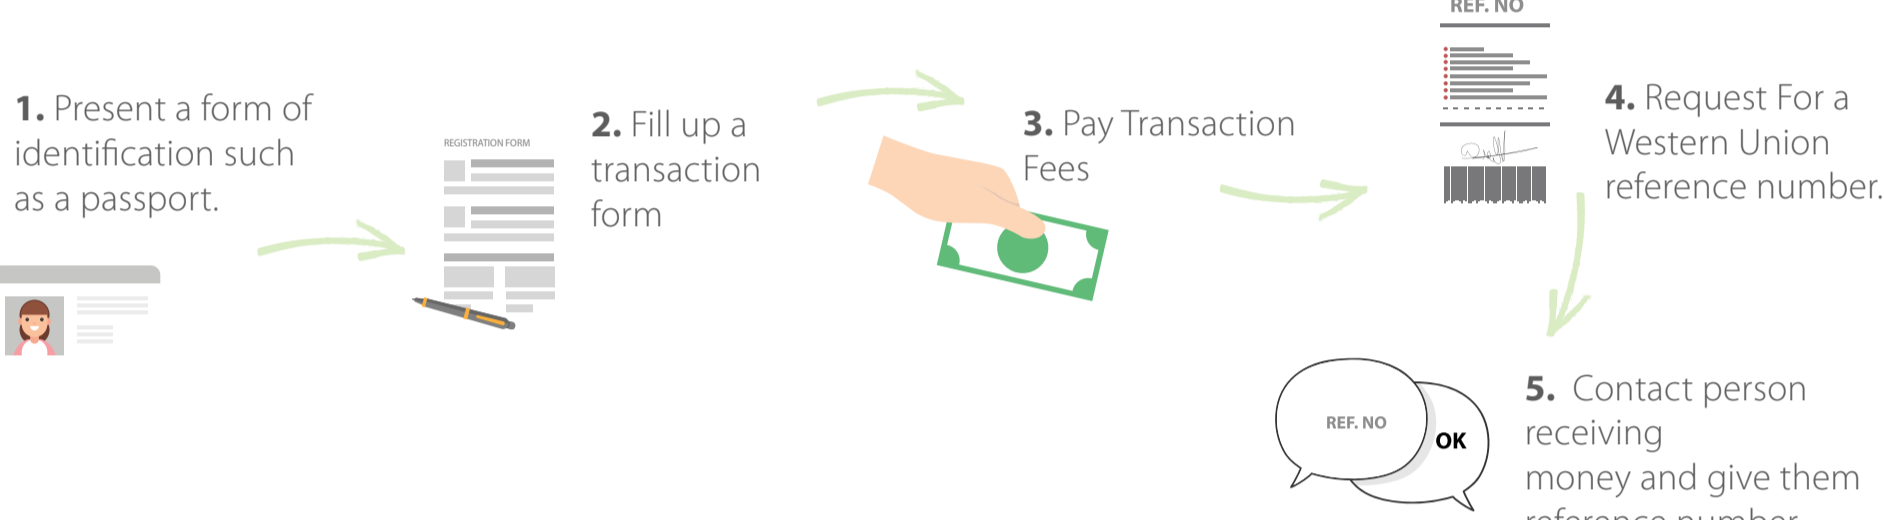 1. Present a form of
identification such
as a passport.
REGISTRATION FORM
2. Fill up a
transaction
form
3. Pay Transaction
Fees
REF. NO
4. Request For a
Western Union
reference number.
REF. NO
OK
5. Contact person
receiving
money and give them
reference number